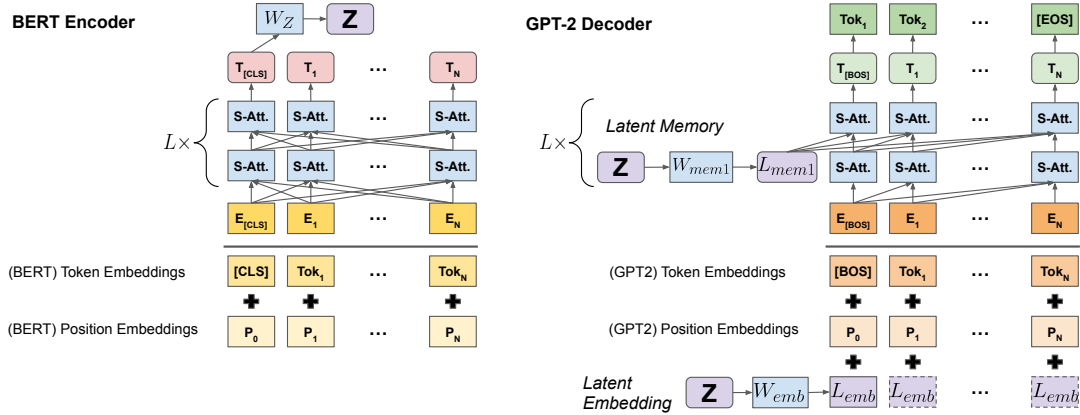 BERT Encoder
W_Z Z
T[CLS] T1 ... TN
S-Att. S-Att. ... S-Att.
L×
S-Att. S-Att. ... S-Att.
E[CLS] E1 ... EN
(BERT) Token Embeddings [CLS] Tok1 ... TokN
+ + +
(BERT) Position Embeddings P0 P1 ... PN
GPT-2 Decoder
Tok1 Tok2 ... [EOS]
T[BOS] T1 ... TN
S-Att. S-Att. ... S-Att.
Latent Memory
L×
Z W_mem1 L_mem1
S-Att. S-Att. ... S-Att.
E[BOS] E1 ... EN
(GPT2) Token Embeddings [BOS] Tok1 ... TokN
+ + +
(GPT2) Position Embeddings P0 P1 ... PN
+ + +
Latent
Embedding
Z W_emb L_emb L_emb ... L_emb